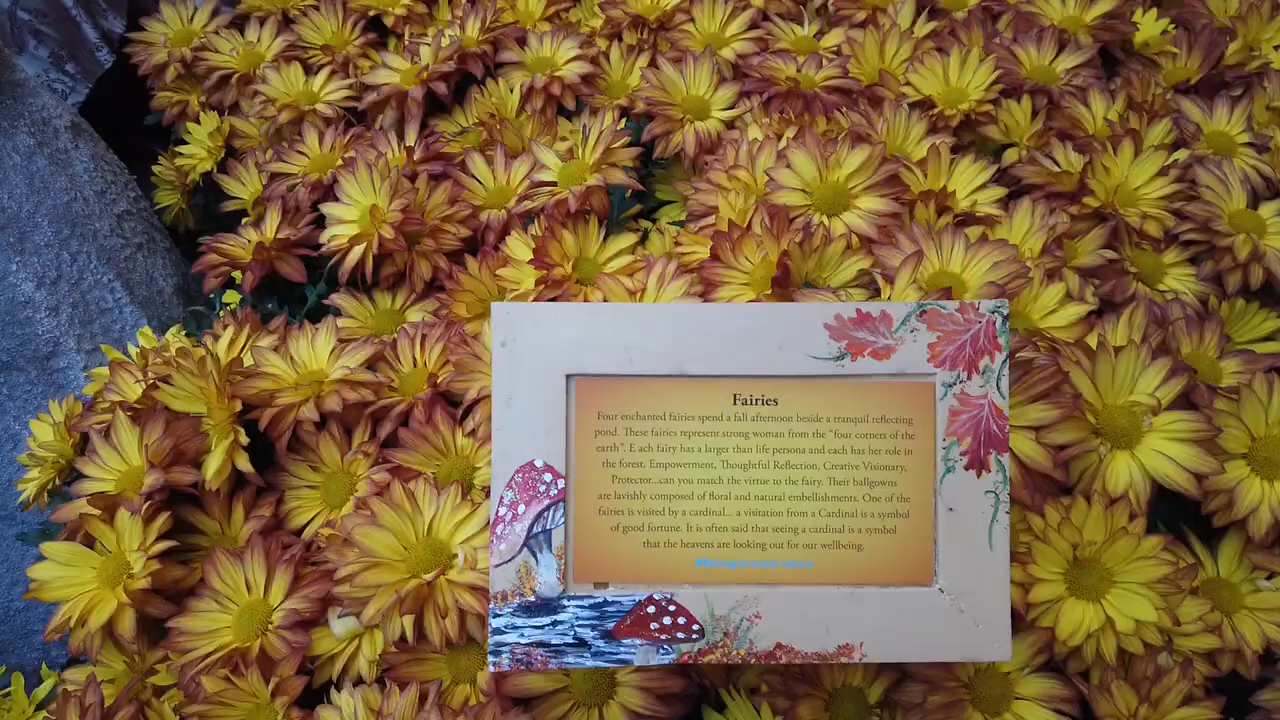 Fairies
Four enchanted fairies spend a fall afternoon beside a tranquil reflecting
pond. These fairies represent strong woman from the "four corners of the
earth". E ach fairy has a larger than life persona and each has her role in
the forest. Empowerment, Thoughtful Reflection, Creative Visionary,
Protector...can you match the virtue to the fairy. Their ballgowns
are lavishly composed of floral and natural embellishments. One of the
fairies is visited by a cardinal... a visitation from a Cardinal is a symbol
of good fortune. It is often said that seeing a cardinal is a symbol
that the heavens are looking out for our wellbeing.